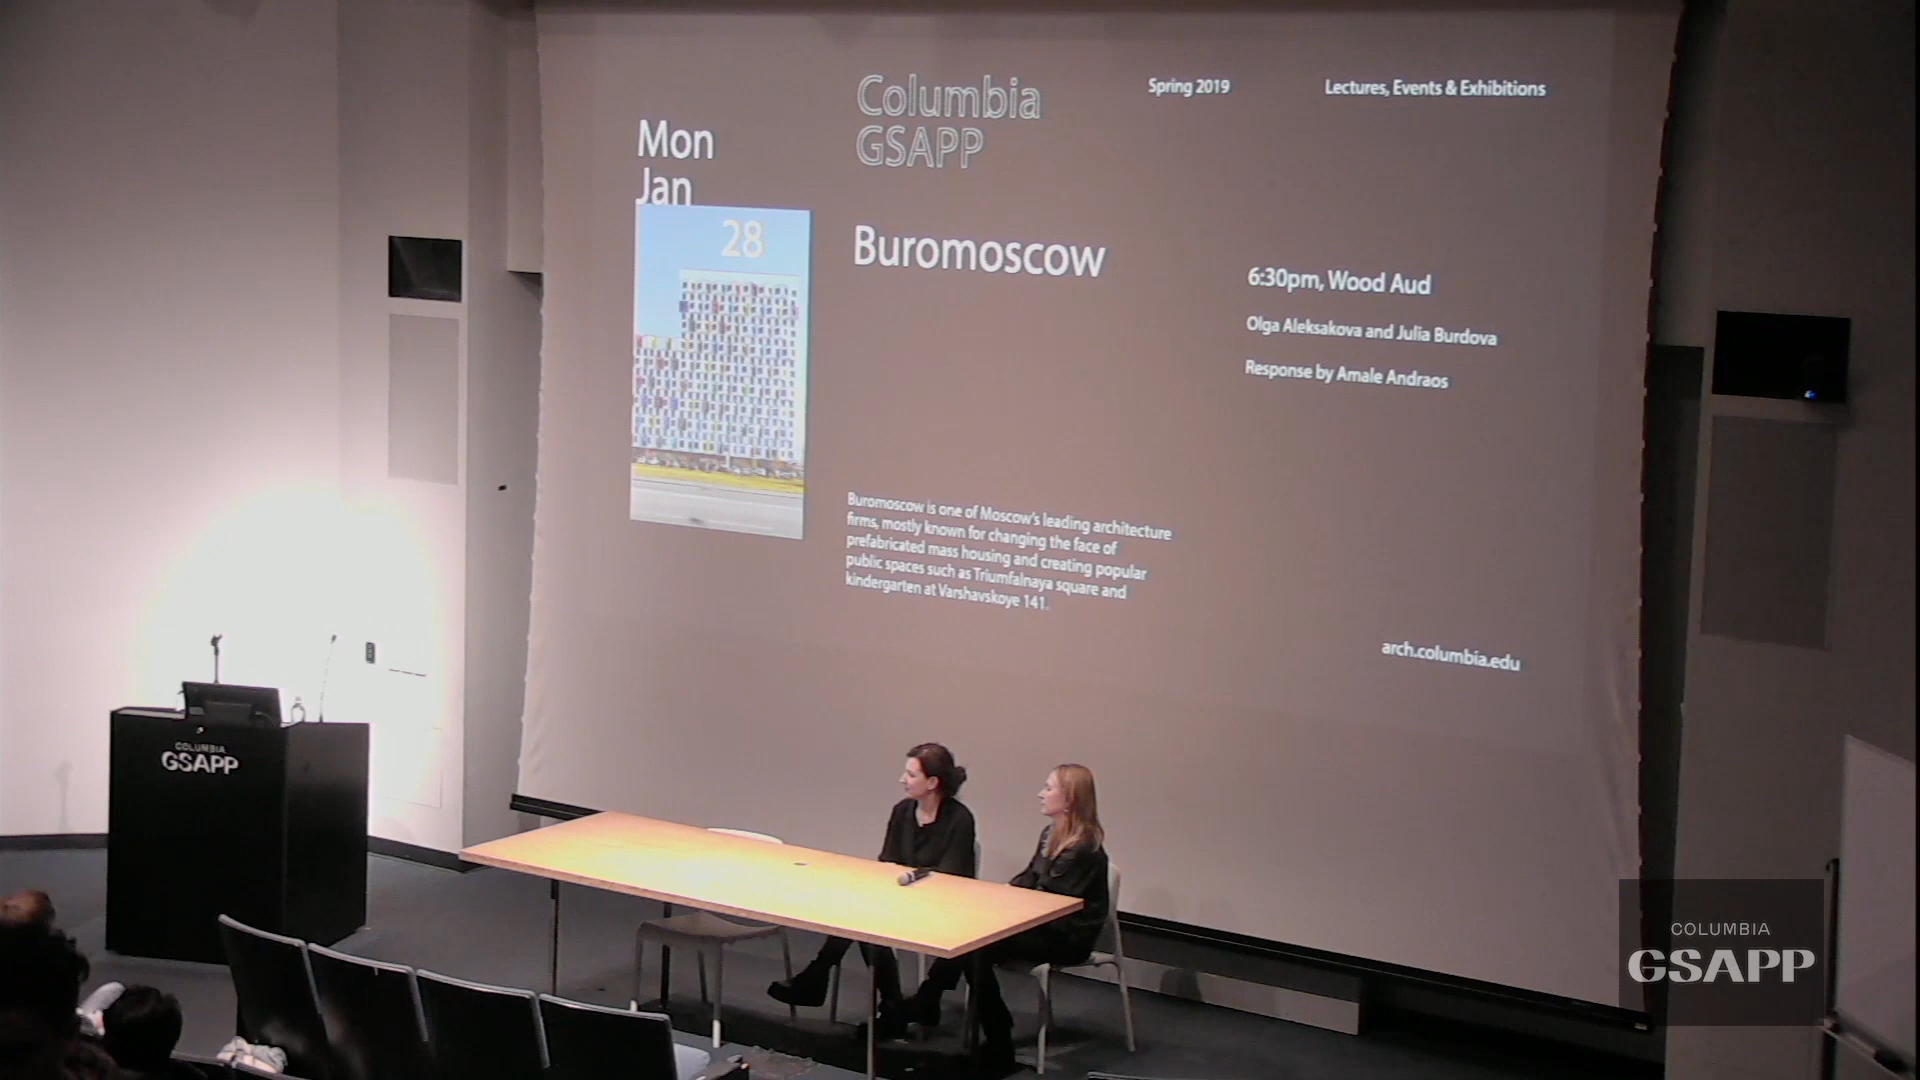 Columbia
GSAPP
Spring 2019
Lectures, Events & Exhibitions
Mon
Jan
28
Buromoscow
6:30pm, Wood Aud
Olga Aleksakova and Julia Burdova
Response by Amale Andraos
Buromoscow is one of Moscow's leading architecture
firms, mostly known for changing the face of
prefabricated mass housing and creating popular
public spaces such as Triumfalnaya square and
kindergarten at Varshavskoye 141.
arch.columbia.edu
COLUMBIA
GSAPP
COLUMBIA
GSAPP